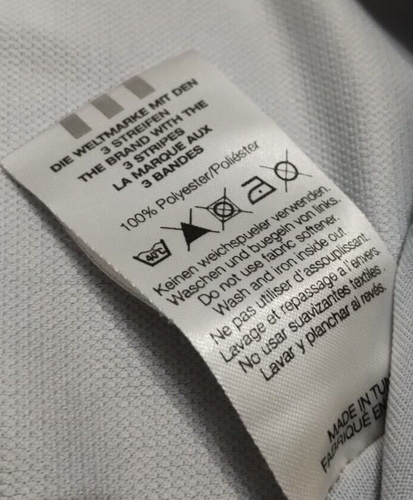 DIE WELTMARKE MIT DEN
3 STREIFEN
THE BRAND WITH THE
3 STRIPES
LA MARQUE AUX
3 BANDES
100% Polyester/Poliéster
40°C
Keinen weichspueler verwenden.
Waschen und buegeln von links.
Do not use fabric softener.
Wash and iron inside out.
Ne pas utiliser d'assouplissant.
Lavage et repassage à l'envers
No usar suavizantes textiles.
Lavar y planchar al revés.
MADE IN
FABRIQUÉ EN